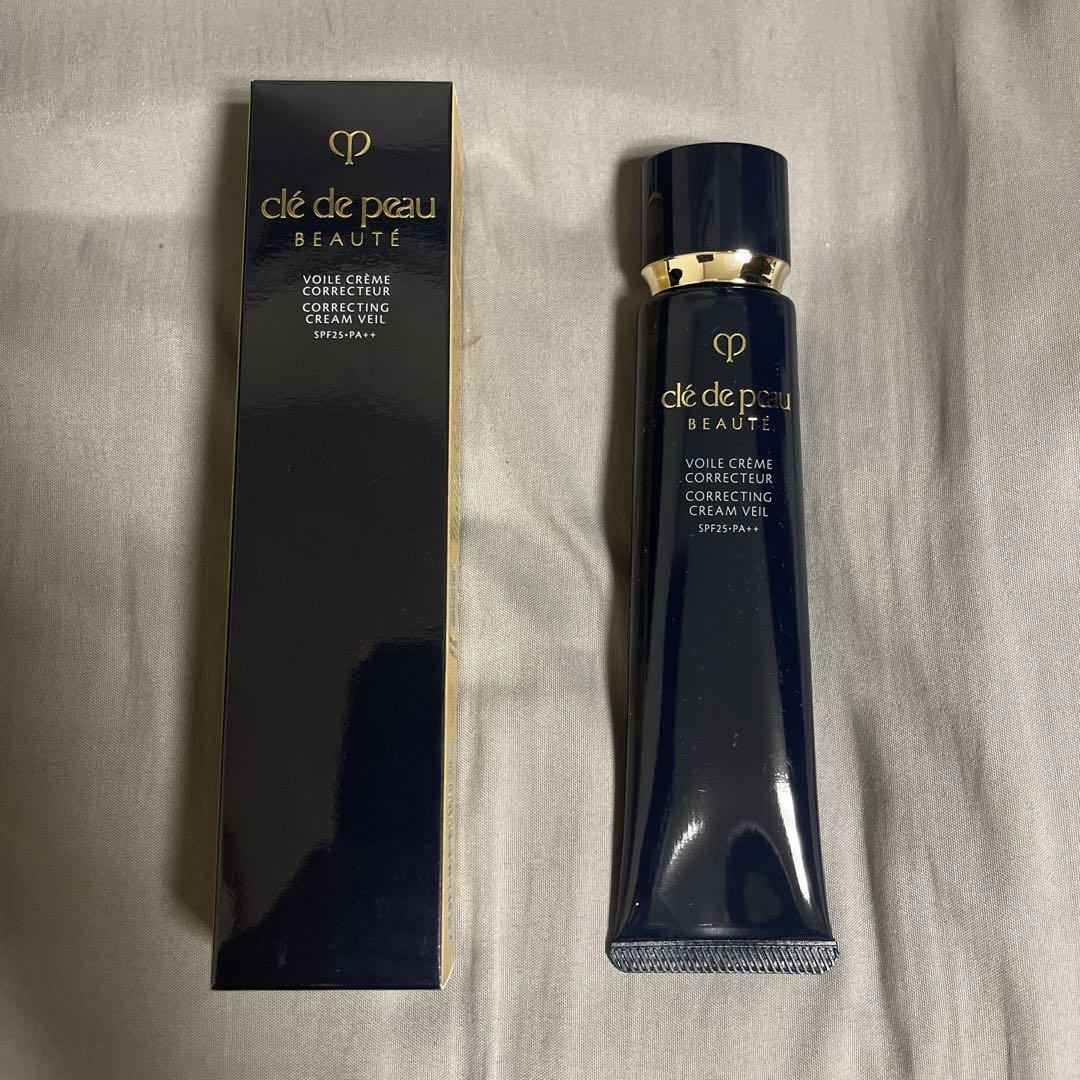 clé de peau
BEAUTÉ
VOILE CRÈME
CORRECTEUR
CORRECTING
CREAM VEIL
SPF25•PA++
clé de peau
BEAUTÉ
VOILE CRÈME
CORRECTEUR
CORRECTING
CREAM VEIL
SPF25•PA++